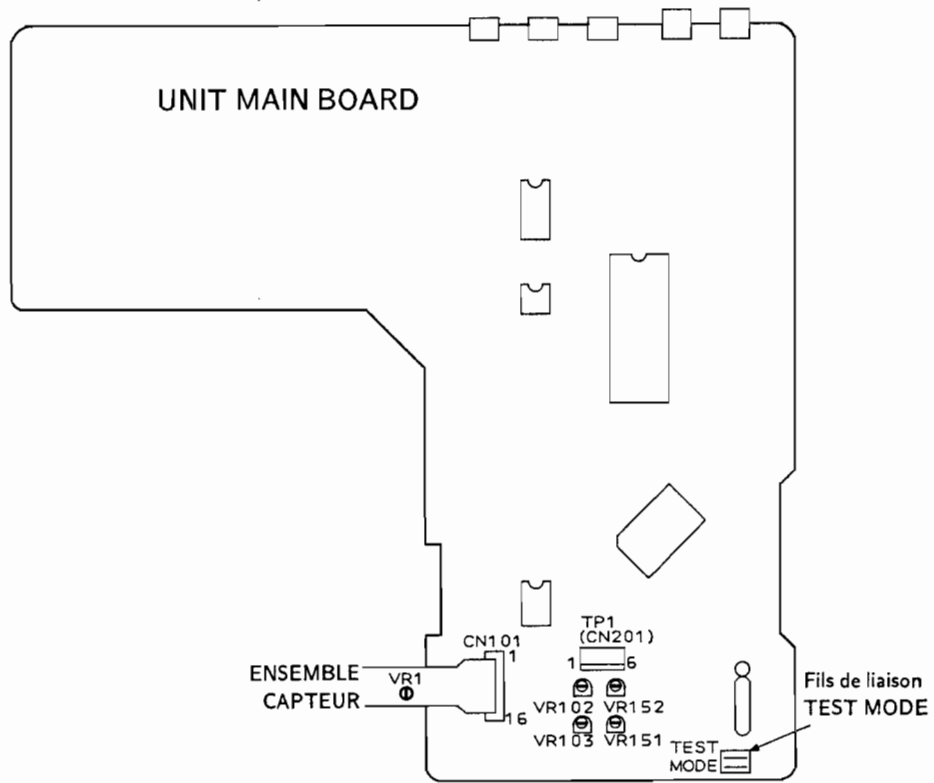 UNIT MAIN BOARD
TP1
(CN201)
1 6
CN101
1
16
ENSEMBLE
CAPTEUR
VR1
VR102 VR152
VR103 VR151
TEST
MODE
Fils de liaison
TEST MODE